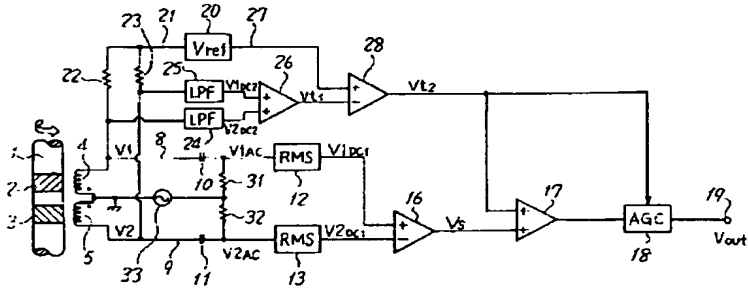 20
21
27
23
Vref
28
22
25
26
LPF
V1DC2
+
+
Vt1
+
−
Vt2
LPF
V2DC2
24
R
1
4
V1
8
V1AC
RMS
V1DC1
10
31
12
2
16
17
19
+
−
Vs
−
+
AGC
Vout
18
32
3
5
V2
33
9
11
V2AC
RMS
V2DC1
13